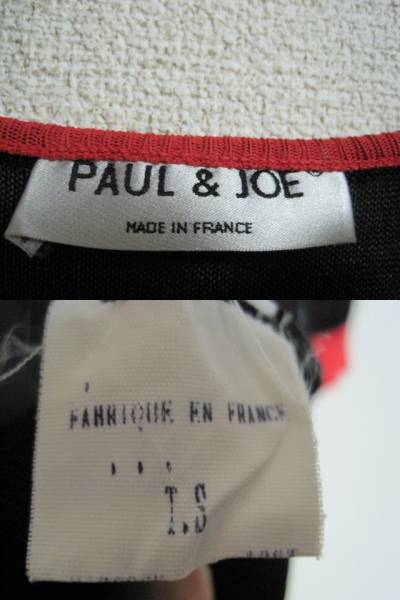 PAUL & JOE®
MADE IN FRANCE
FABRIQUE EN FRANCE
T.S